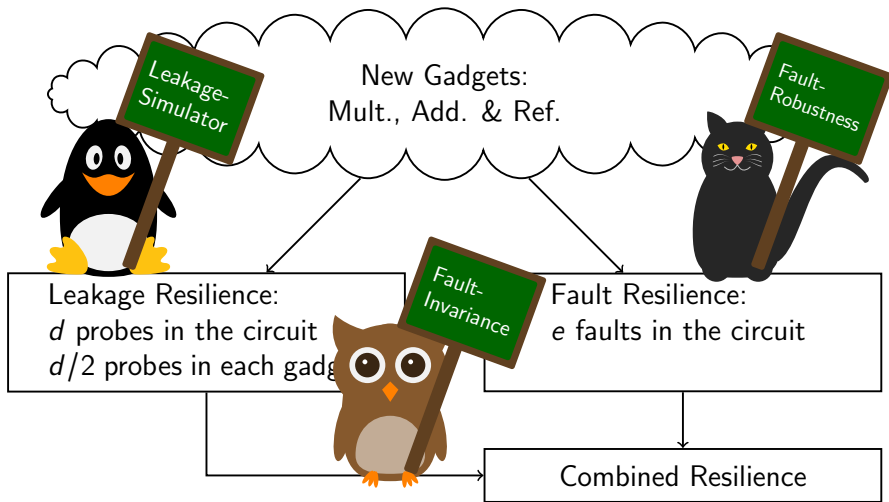 New Gadgets:
Mult., Add. & Ref.
Leakage-
Simulator
Fault-
Robustness
Leakage Resilience:
d probes in the circuit
d/2 probes in each gadg
Fault-
Invariance
Fault Resilience:
e faults in the circuit
Combined Resilience